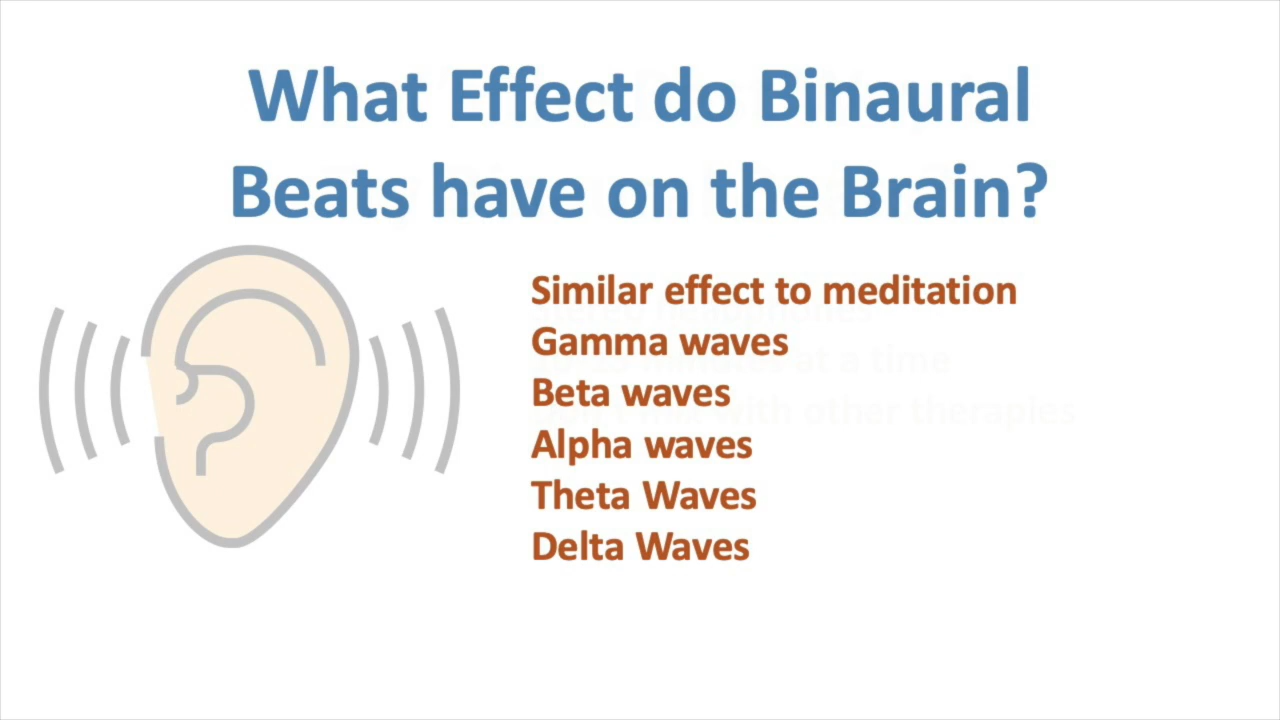 What Effect do Binaural
Beats have on the Brain?
Similar effect to meditation
Gamma waves
Beta waves
Alpha waves
Theta Waves
Delta Waves